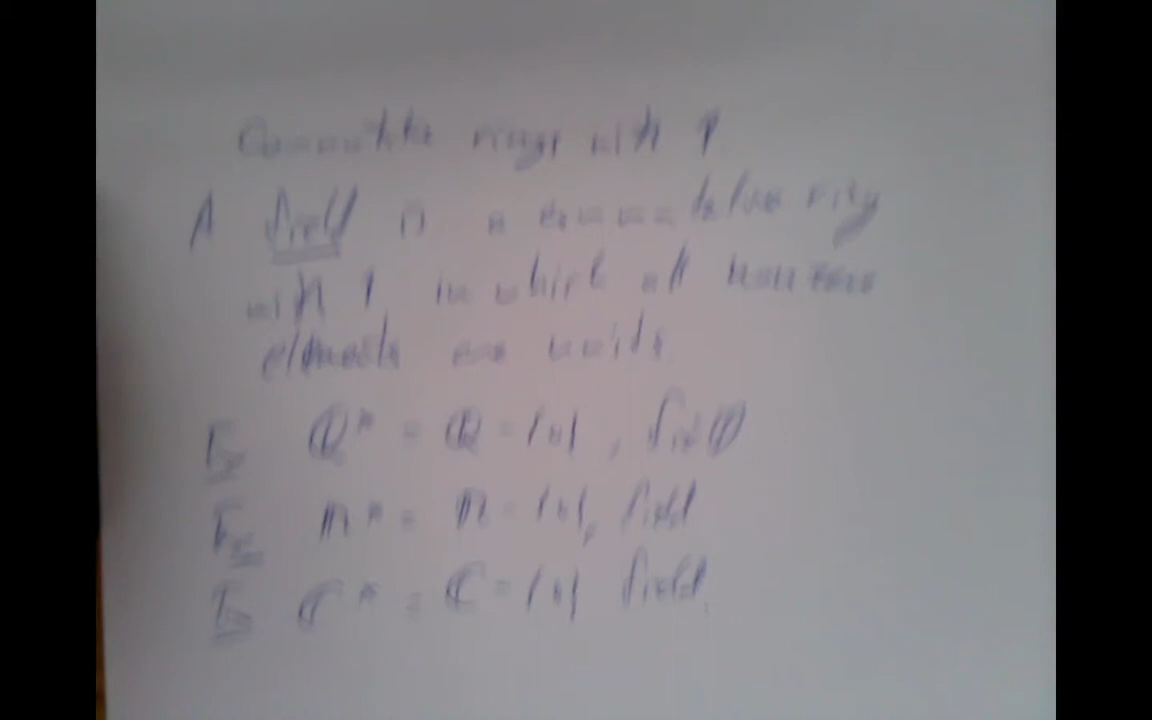 Commutative rings with 1
A field is a commutative ring
with 1 in which all nonzero
elements are units.
Ex Q* = Q - {0}, field
Ex R* = R - {0}, field
Ex C* = C - {0} field.